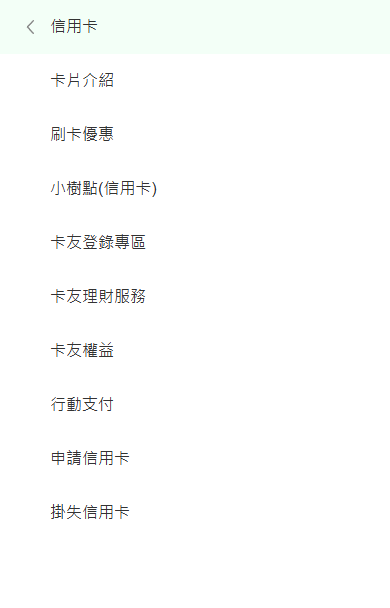 信用卡
卡片介紹
刷卡優惠
小樹點(信用卡)
卡友登錄專區
卡友理財服務
卡友權益
行動支付
申請信用卡
掛失信用卡